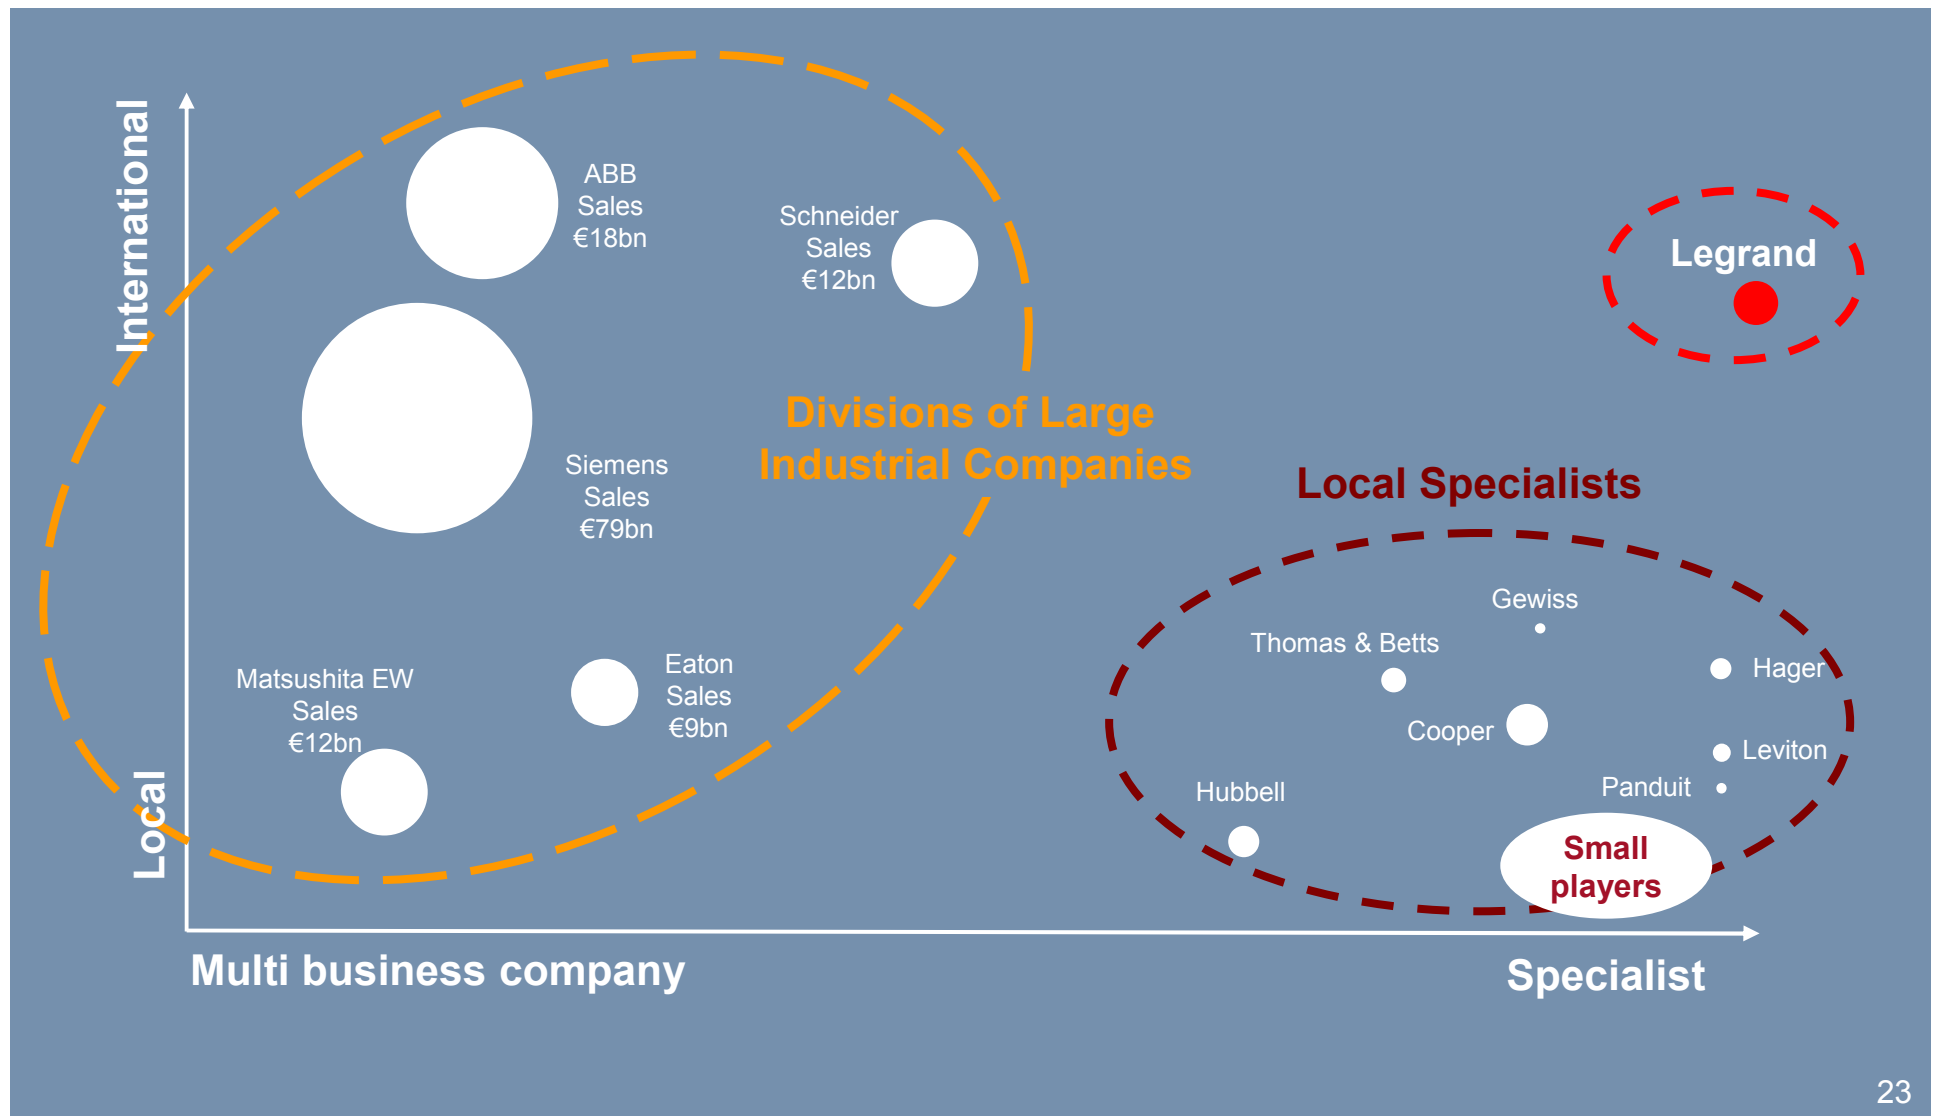 International
ABB
Sales
€18bn
Schneider
Sales
€12bn
Legrand
Divisions of Large
Industrial Companies
Siemens
Sales
€79bn
Local Specialists
Gewiss
Thomas & Betts
Hager
Cooper
Leviton
Panduit
Hubbell
Small
players
Matsushita EW
Sales
€12bn
Eaton
Sales
€9bn
Local
Multi business company
Specialist
23